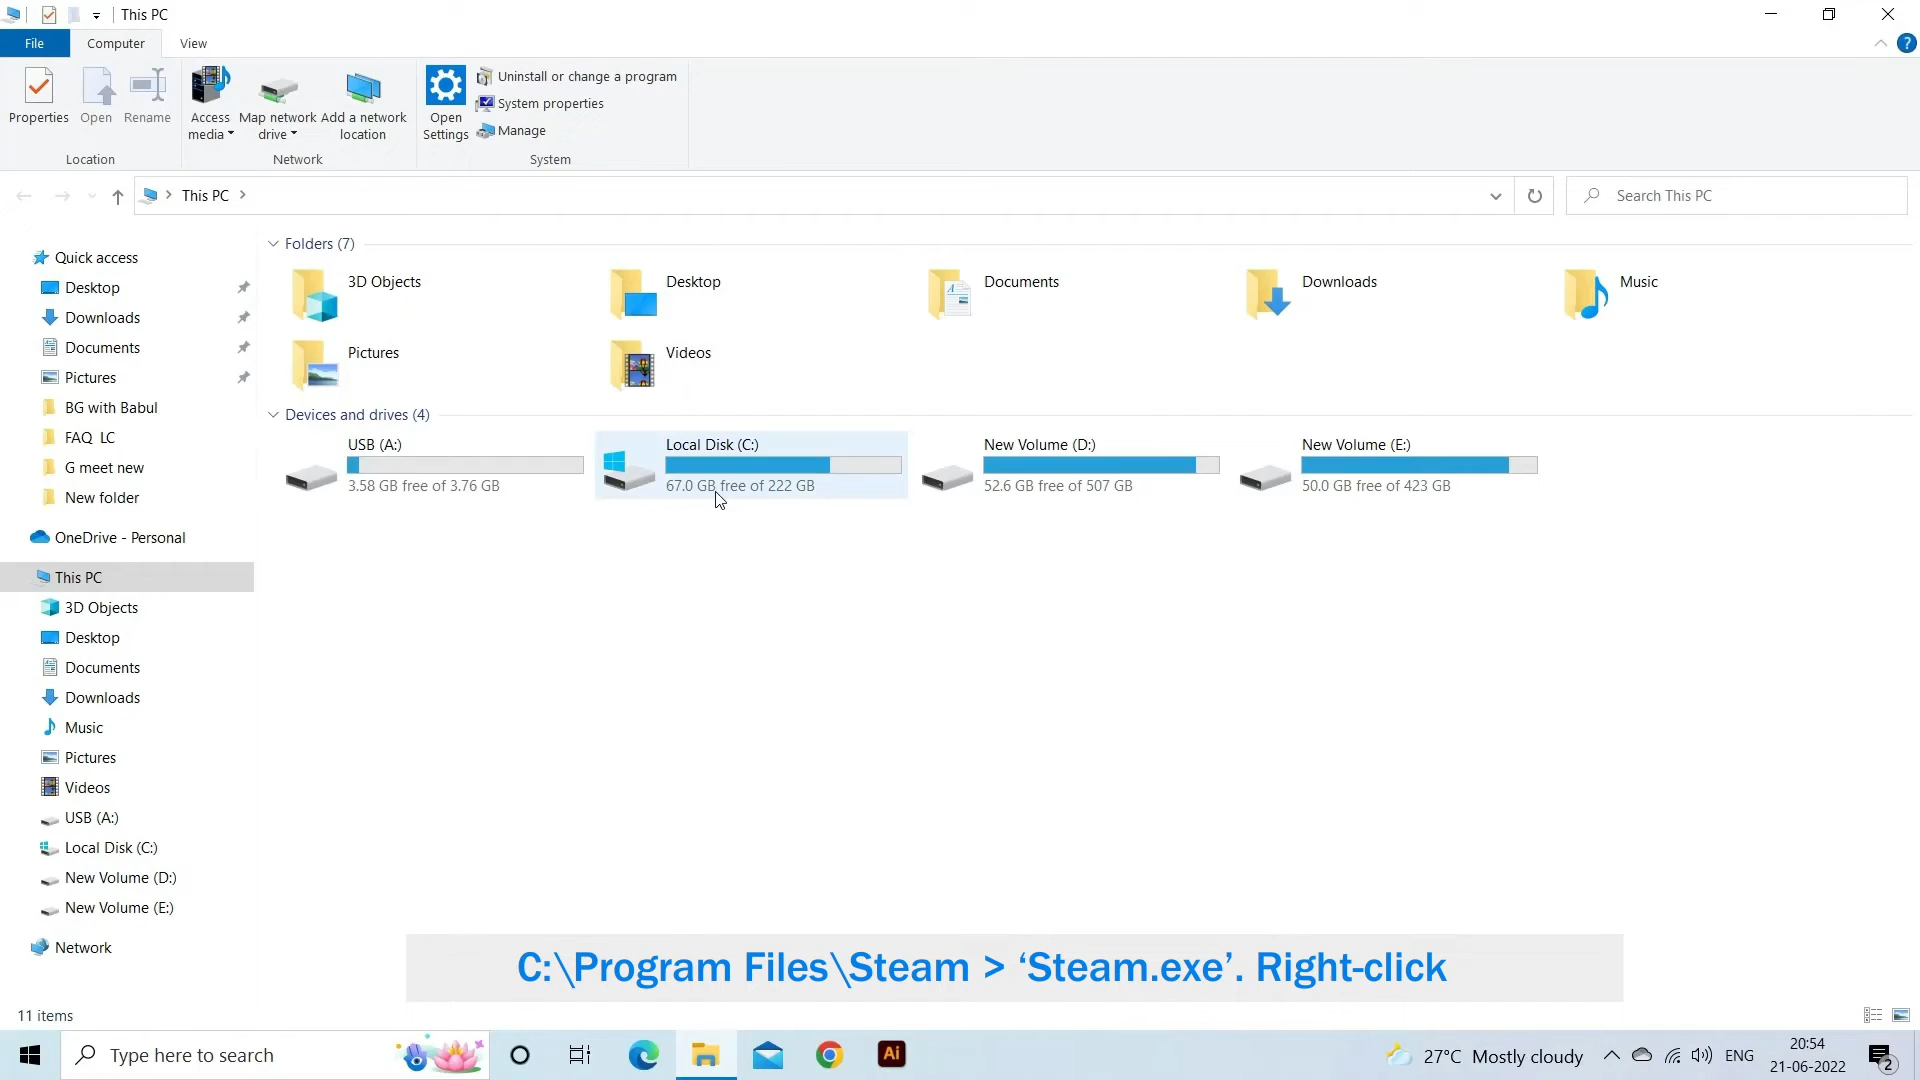 This PC
File
Computer
View
Properties
Open
Rename
Access media
Map network drive
Add a network location
Open Settings
Uninstall or change a program
System properties
Manage
Location
Network
System
This PC
Search This PC
Quick access
Desktop
Downloads
Documents
Pictures
BG with Babul
FAQ LC
G meet new
New folder
OneDrive - Personal
This PC
3D Objects
Desktop
Documents
Downloads
Music
Pictures
Videos
USB (A:)
Local Disk (C:)
New Volume (D:)
New Volume (E:)
Network
Folders (7)
3D Objects
Desktop
Documents
Downloads
Music
Pictures
Videos
Devices and drives (4)
USB (A:)
3.58 GB free of 3.76 GB
Local Disk (C:)
67.0 GB free of 222 GB
New Volume (D:)
52.6 GB free of 507 GB
New Volume (E:)
50.0 GB free of 423 GB
C:\Program Files\Steam > ‘Steam.exe’. Right-click
11 items
Type here to search
Ai
27°C Mostly cloudy
ENG
20:54
21-06-2022
2